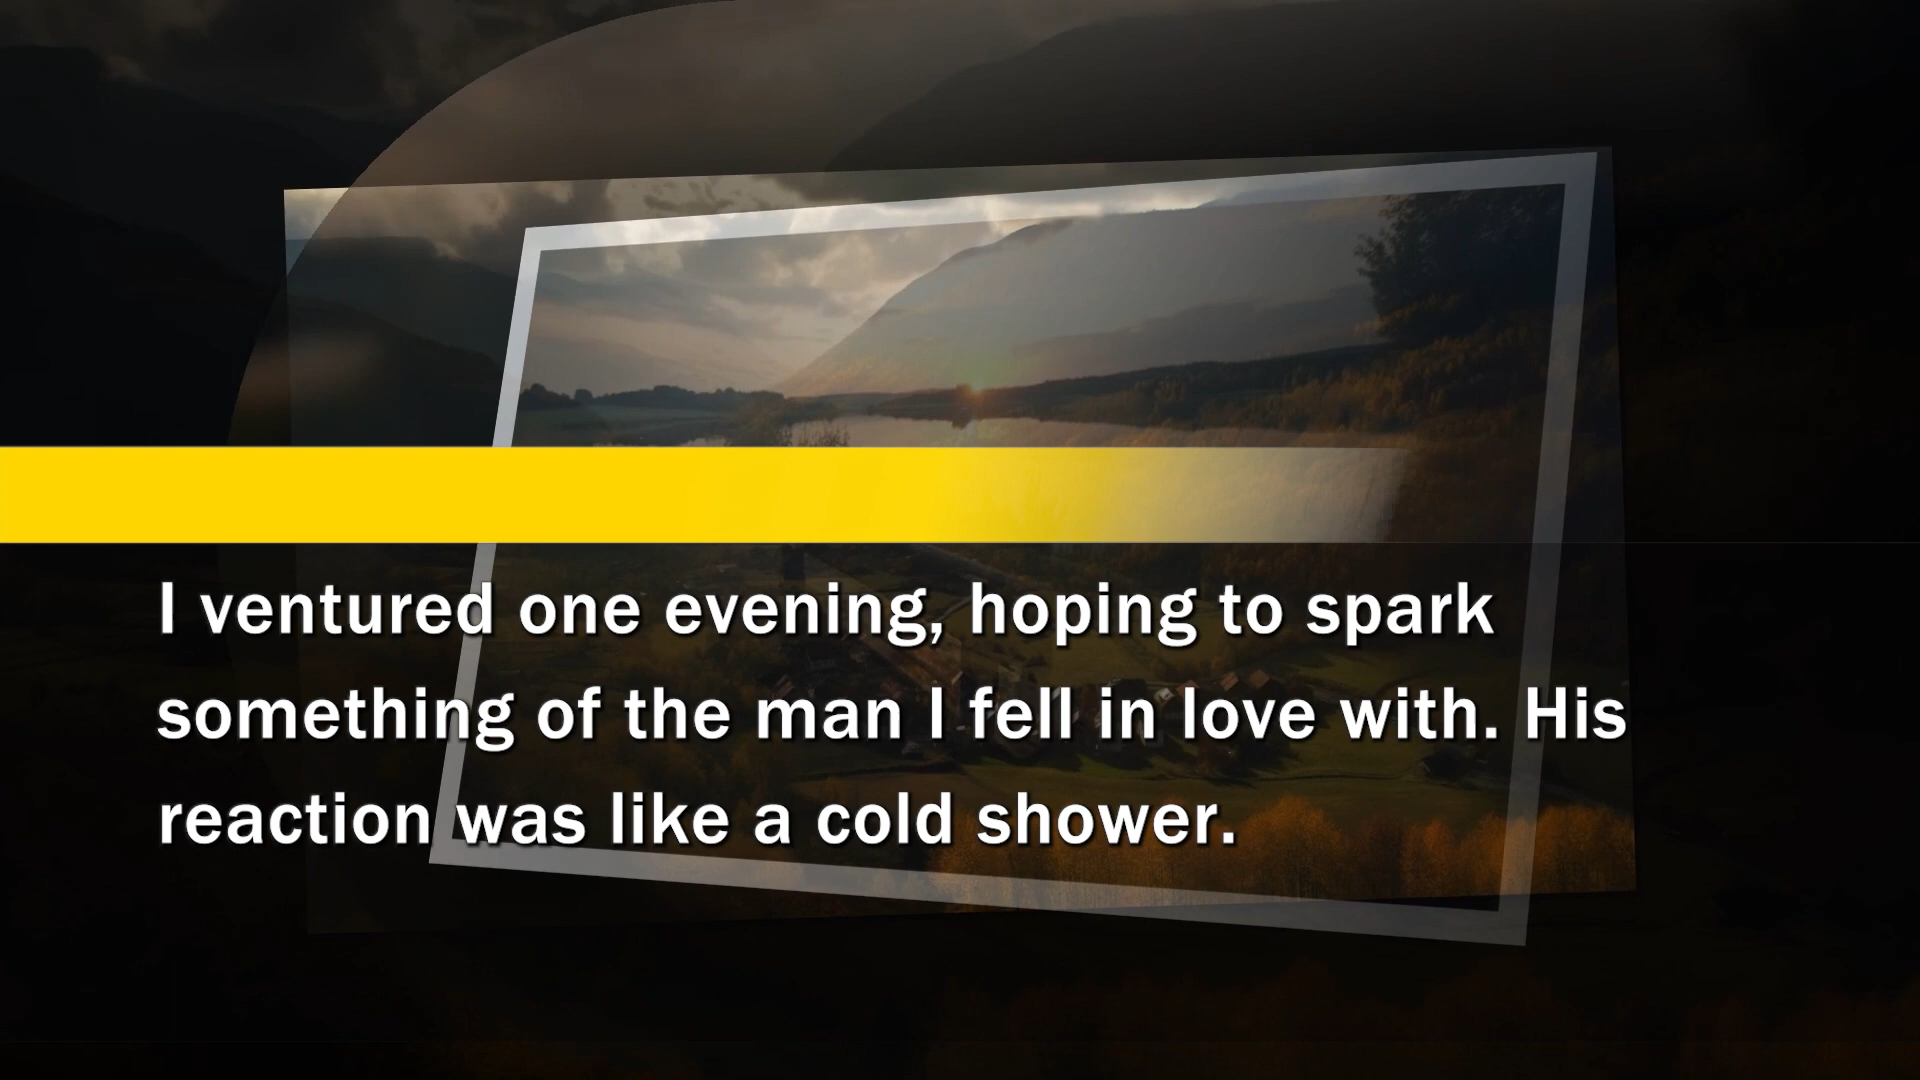 I ventured one evening, hoping to spark
something of the man I fell in love with. His
reaction was like a cold shower.